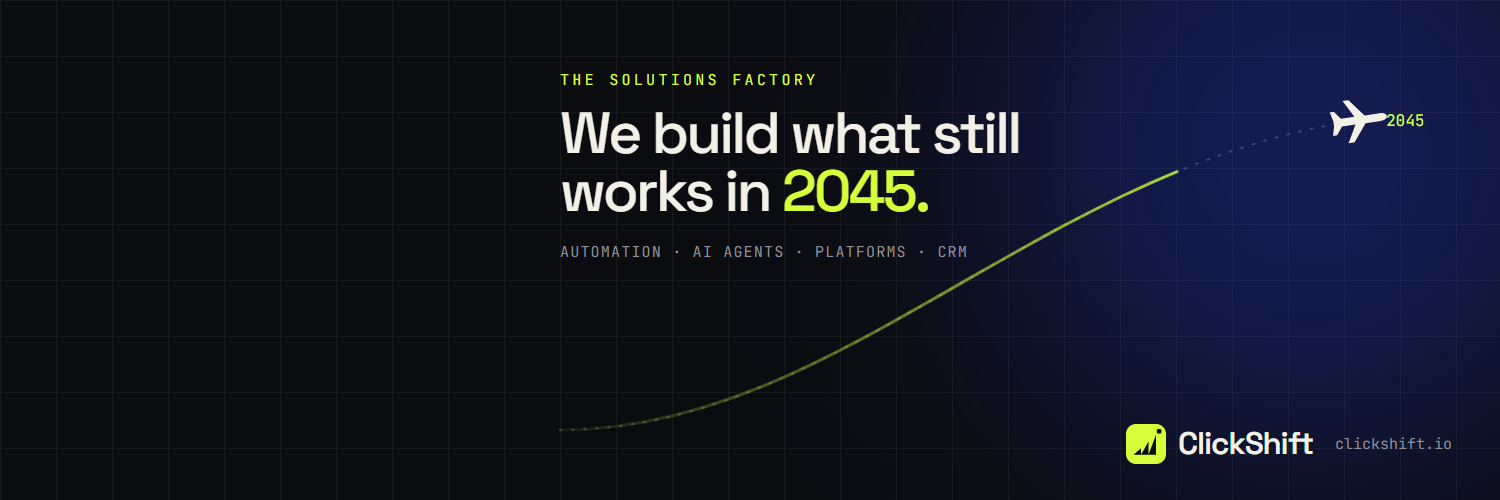 THE SOLUTIONS FACTORY
We build what still
works in 2045.
AUTOMATION · AI AGENTS · PLATFORMS · CRM
2045
ClickShift
clickshift.io